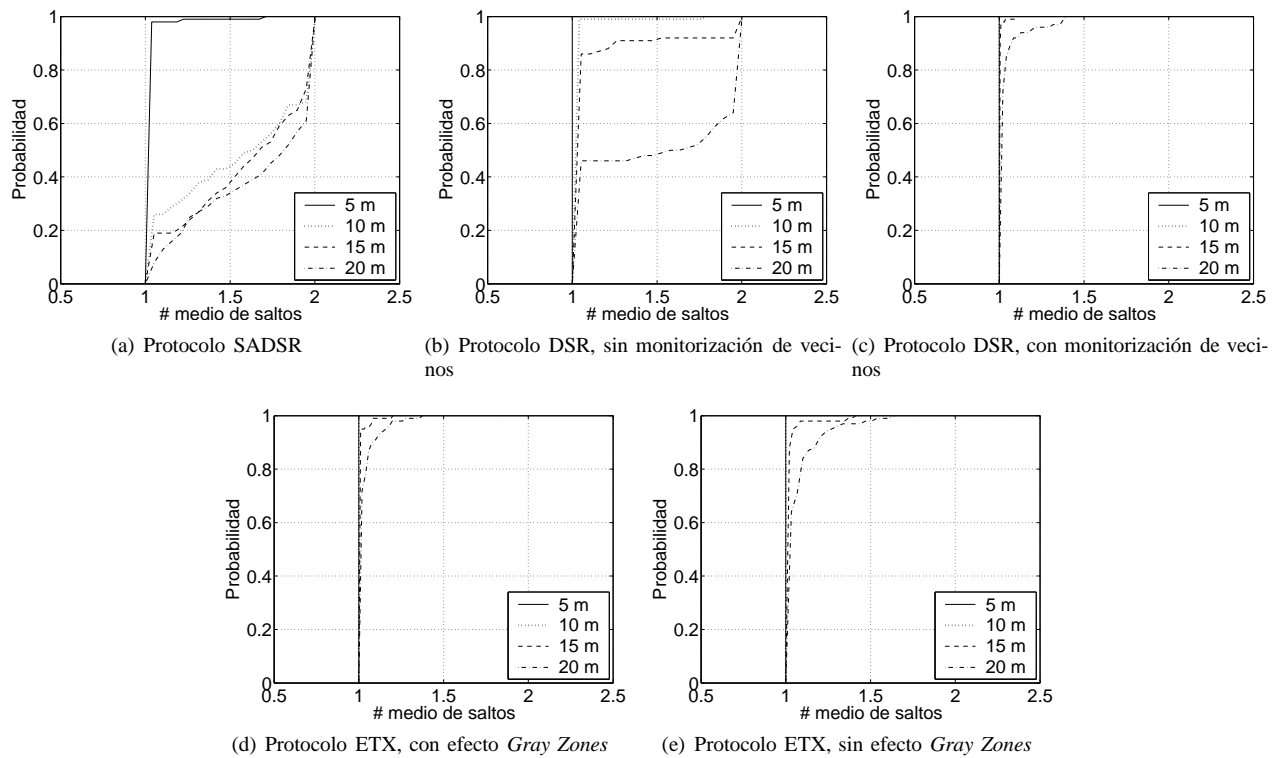 1
0.8
0.6
0.4
0.2
0
0.5
1
1.5
2
2.5
Probabilidad
# medio de saltos
5 m
10 m
15 m
20 m
(a) Protocolo SADSR
1
0.8
0.6
0.4
0.2
0
0.5
1
1.5
2
2.5
Probabilidad
# medio de saltos
5 m
10 m
15 m
20 m
(b) Protocolo DSR, sin monitorización de veci-
nos
1
0.8
0.6
0.4
0.2
0
0.5
1
1.5
2
2.5
Probabilidad
# medio de saltos
5 m
10 m
15 m
20 m
(c) Protocolo DSR, con monitorización de veci-
nos
1
0.8
0.6
0.4
0.2
0
0.5
1
1.5
2
2.5
Probabilidad
# medio de saltos
5 m
10 m
15 m
20 m
(d) Protocolo ETX, con efecto Gray Zones
1
0.8
0.6
0.4
0.2
0
0.5
1
1.5
2
2.5
Probabilidad
# medio de saltos
5 m
10 m
15 m
20 m
(e) Protocolo ETX, sin efecto Gray Zones